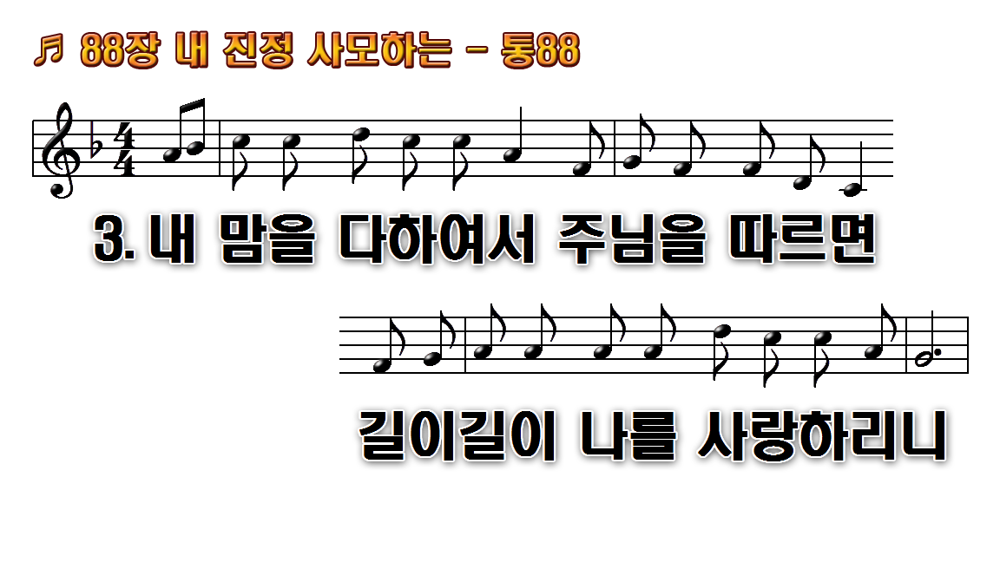 ♬ 88장 내 진정 사모하는 - 통88
4
4
3. 내 맘을 다하여서 주님을 따르면
길이길이 나를 사랑하리니